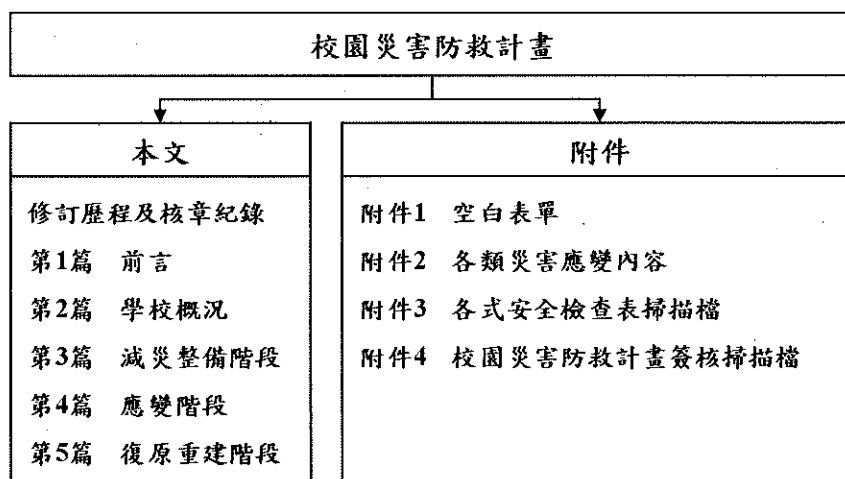 校園災害防救計畫
本文
修訂歷程及核章紀錄
第1篇 前言
第2篇 學校概況
第3篇 減災整備階段
第4篇 應變階段
第5篇 復原重建階段
附件
附件1 空白表單
附件2 各類災害應變內容
附件3 各式安全檢查表掃描檔
附件4 校園災害防救計畫簽核掃描檔